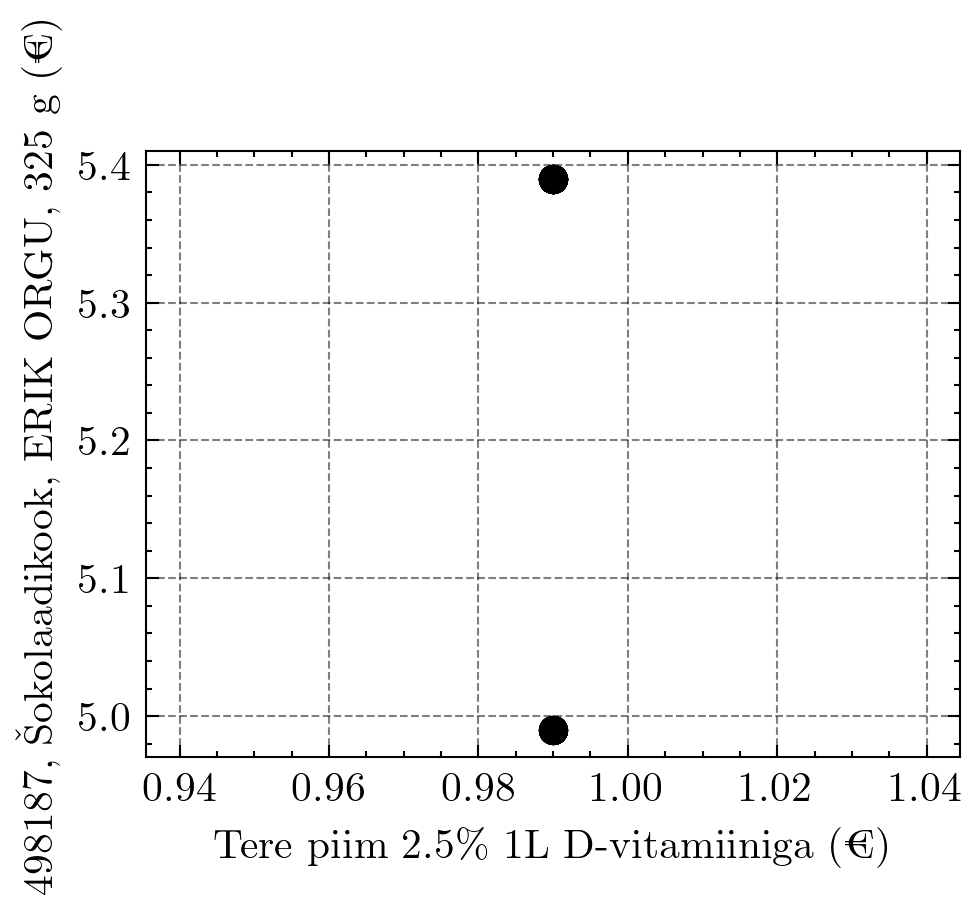 498187, Šokolaadikook, ERIK ORGU, 325 g (€)
5.4
5.3
5.2
5.1
5.0
0.94 0.96 0.98 1.00 1.02 1.04
Tere piim 2.5% 1L D-vitamiiniga (€)